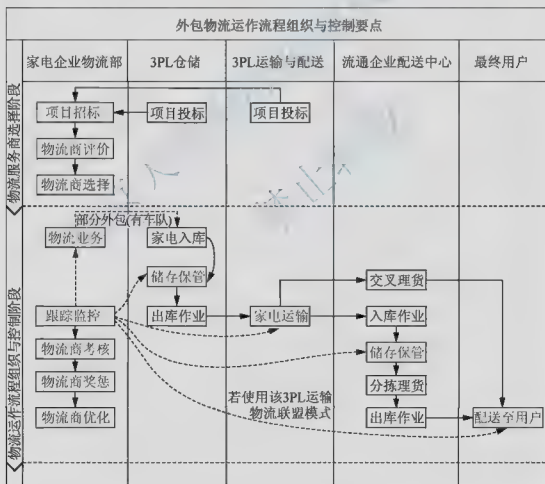 外包物流运作流程组织与控制要点
家电企业物流部 3PL仓储 3PL运输与配送 流通企业配送中心 最终用户
物流服务商选择阶段
项目招标 项目投标 项目投标
物流商评价
物流商选择
物流运作流程组织与控制阶段
部分外包(有车队)
物流业务 家电入库
储存保管 交叉理货
跟踪监控 出库作业 家电运输 入库作业
物流商考核 储存保管
物流商奖惩 分拣理货
若使用该3PL运输
物流联盟模式
物流商优化 出库作业 配送至用户